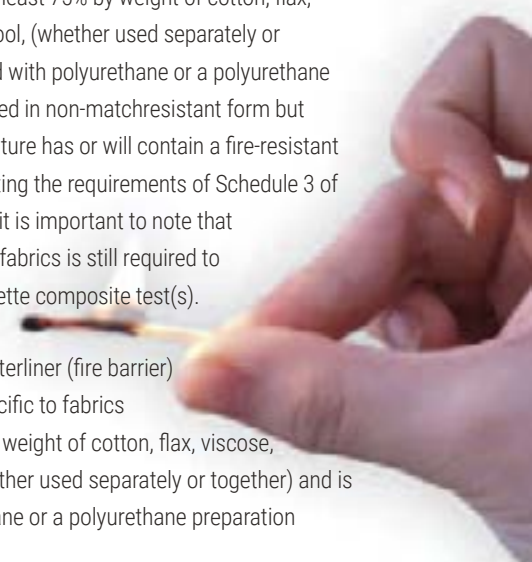 least 75% by weight of cotton, flax,
ool, (whether used separately or
d with polyurethane or a polyurethane
ed in non-matchresistant form but
ture has or will contain a fire-resistant
ting the requirements of Schedule 3 of
it is important to note that
fabrics is still required to
ette composite test(s).
terliner (fire barrier)
cific to fabrics
weight of cotton, flax, viscose,
ther used separately or together) and is
ane or a polyurethane preparation